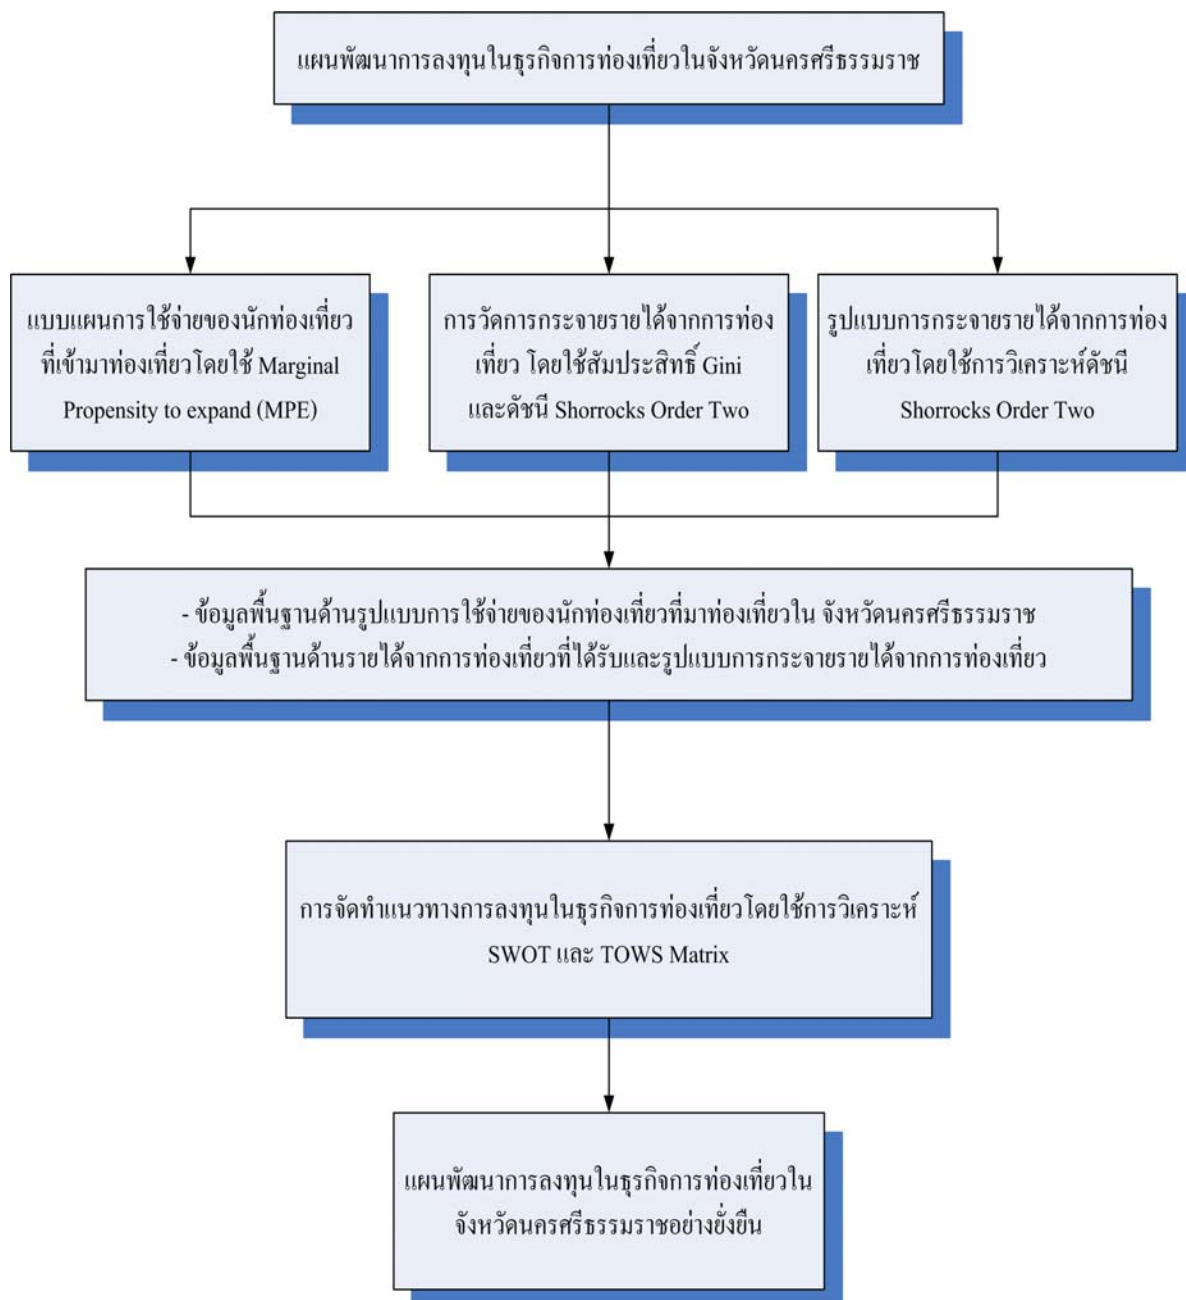 แผนพัฒนาการลงทุนในธุรกิจการท่องเที่ยวในจังหวัดนครศรีธรรมราช
แบบแผนการใช้จ่ายของนักท่องเที่ยว
ที่เข้ามาท่องเที่ยวโดยใช้ Marginal
Propensity to expand (MPE)
การวัดการกระจายรายได้จากการท่อง
เที่ยว โดยใช้สัมประสิทธิ์ Gini
และดัชนี Shorrocks Order Two
รูปแบบการกระจายรายได้จากการท่อง
เที่ยวโดยใช้การวิเคราะห์ดัชนี
Shorrocks Order Two
- ข้อมูลพื้นฐานด้านรูปแบบการใช้จ่ายของนักท่องเที่ยวที่มาท่องเที่ยวใน จังหวัดนครศรีธรรมราช
- ข้อมูลพื้นฐานด้านรายได้จากการท่องเที่ยวที่ได้รับและรูปแบบการกระจายรายได้จากการท่องเที่ยว
การจัดทำแนวทางการลงทุนในธุรกิจการท่องเที่ยวโดยใช้การวิเคราะห์
SWOT และ TOWS Matrix
แผนพัฒนาการลงทุนในธุรกิจการท่องเที่ยวใน
จังหวัดนครศรีธรรมราชอย่างยั่งยืน